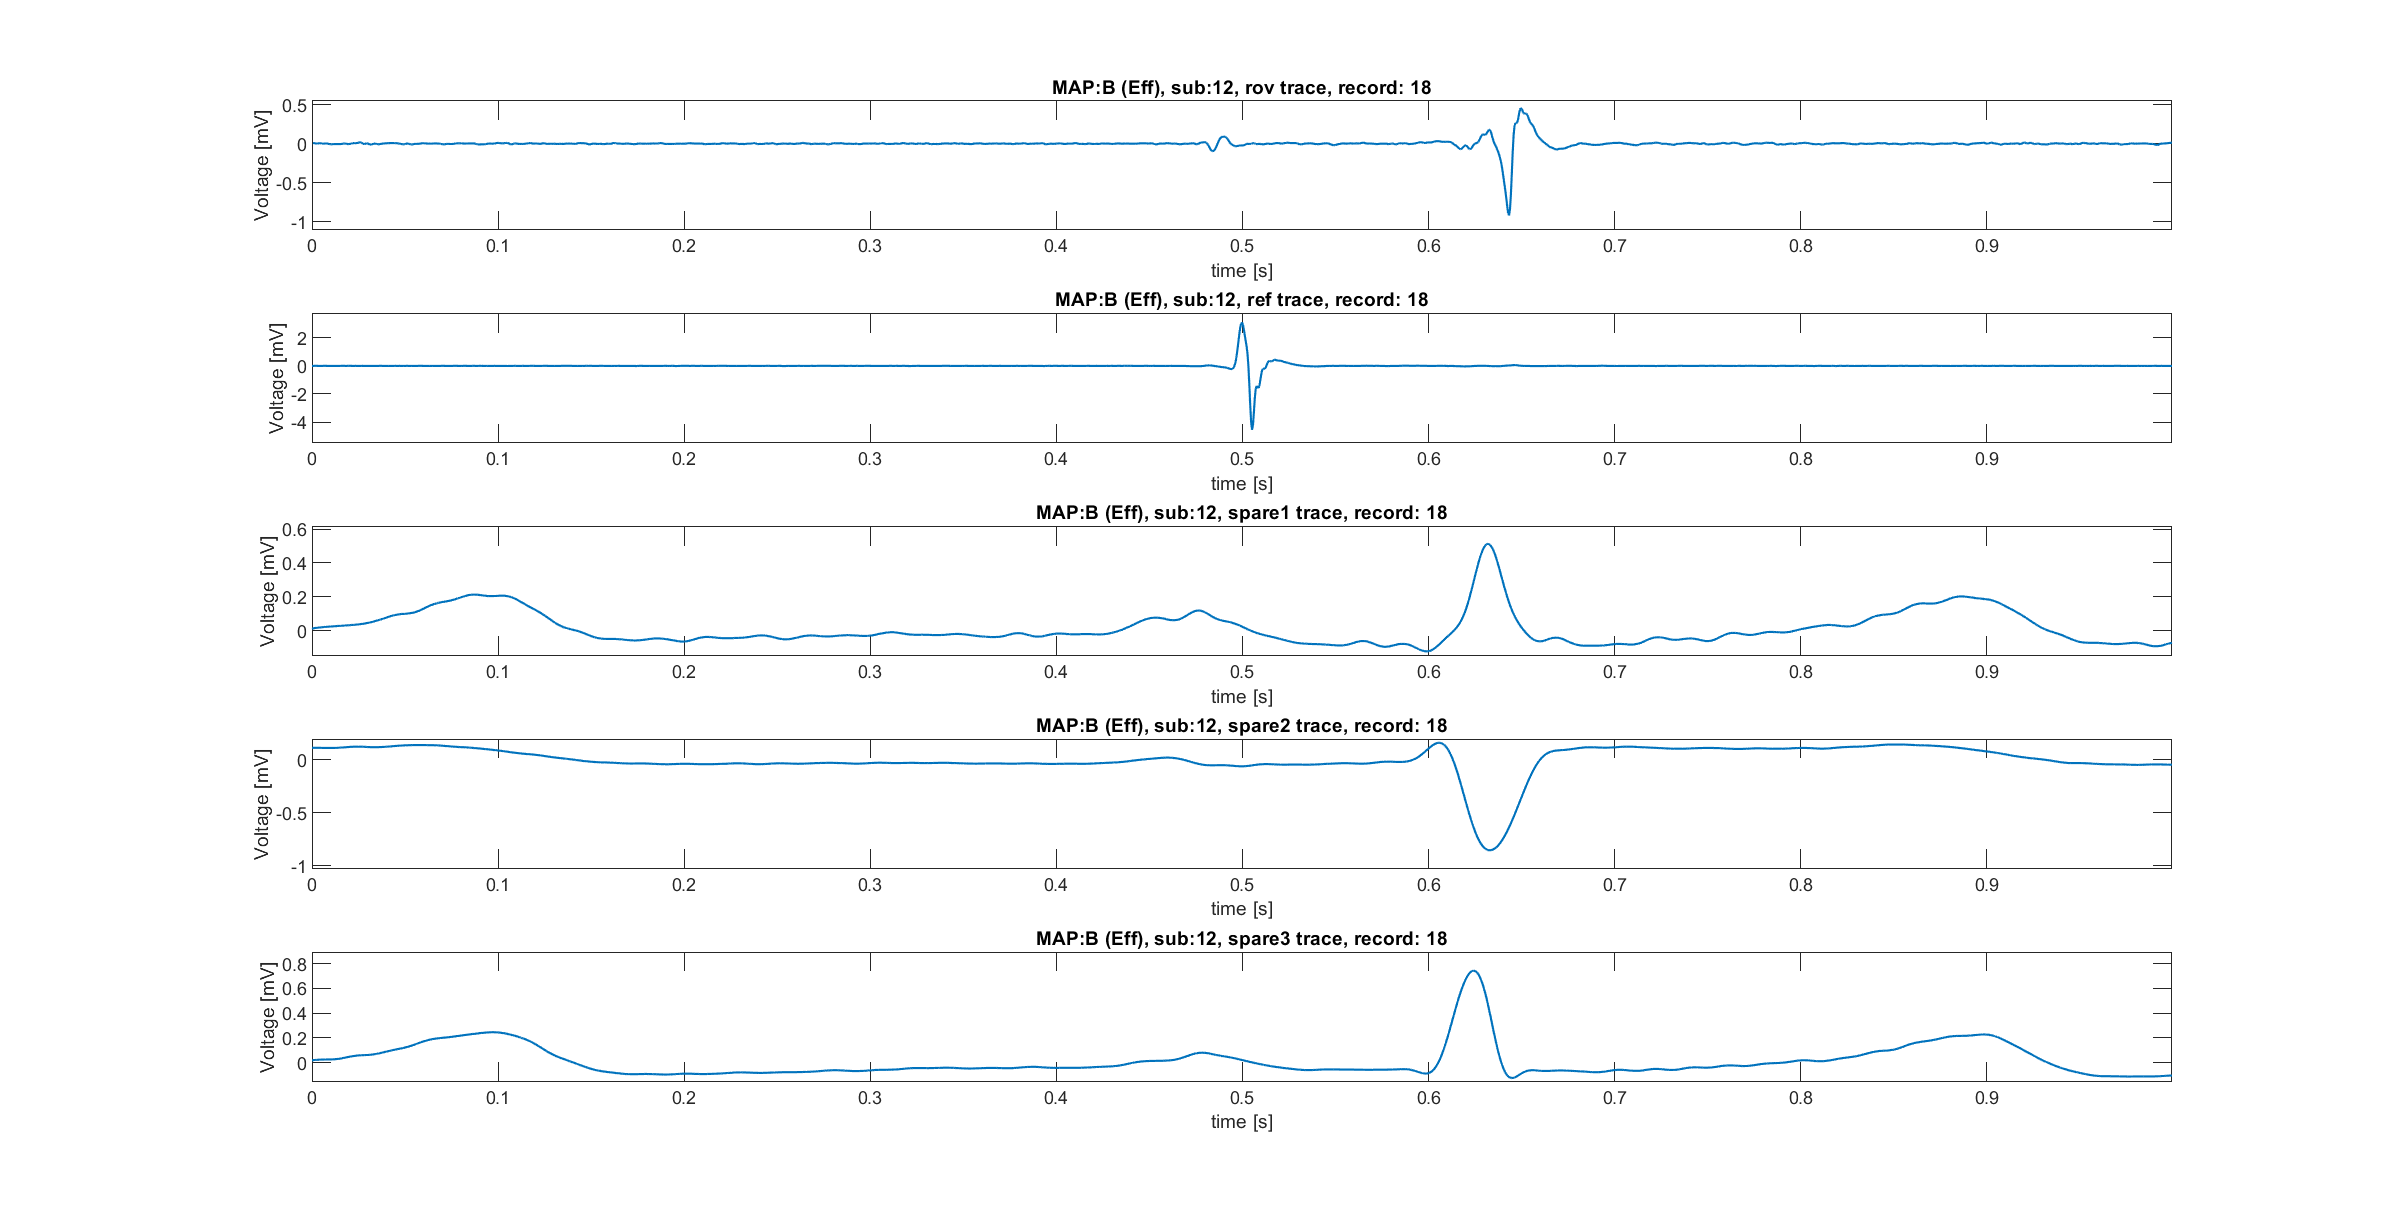 MAP:B (Eff), sub:12, rov trace, record: 18
Voltage [mV]
0.5
0
-0.5
-1
0 0.1 0.2 0.3 0.4 0.5 0.6 0.7 0.8 0.9
time [s]
MAP:B (Eff), sub:12, ref trace, record: 18
Voltage [mV]
2
0
-2
-4
0 0.1 0.2 0.3 0.4 0.5 0.6 0.7 0.8 0.9
time [s]
MAP:B (Eff), sub:12, spare1 trace, record: 18
Voltage [mV]
0.6
0.4
0.2
0
0 0.1 0.2 0.3 0.4 0.5 0.6 0.7 0.8 0.9
time [s]
MAP:B (Eff), sub:12, spare2 trace, record: 18
Voltage [mV]
0
-0.5
-1
0 0.1 0.2 0.3 0.4 0.5 0.6 0.7 0.8 0.9
time [s]
MAP:B (Eff), sub:12, spare3 trace, record: 18
Voltage [mV]
0.8
0.6
0.4
0.2
0
0 0.1 0.2 0.3 0.4 0.5 0.6 0.7 0.8 0.9
time [s]